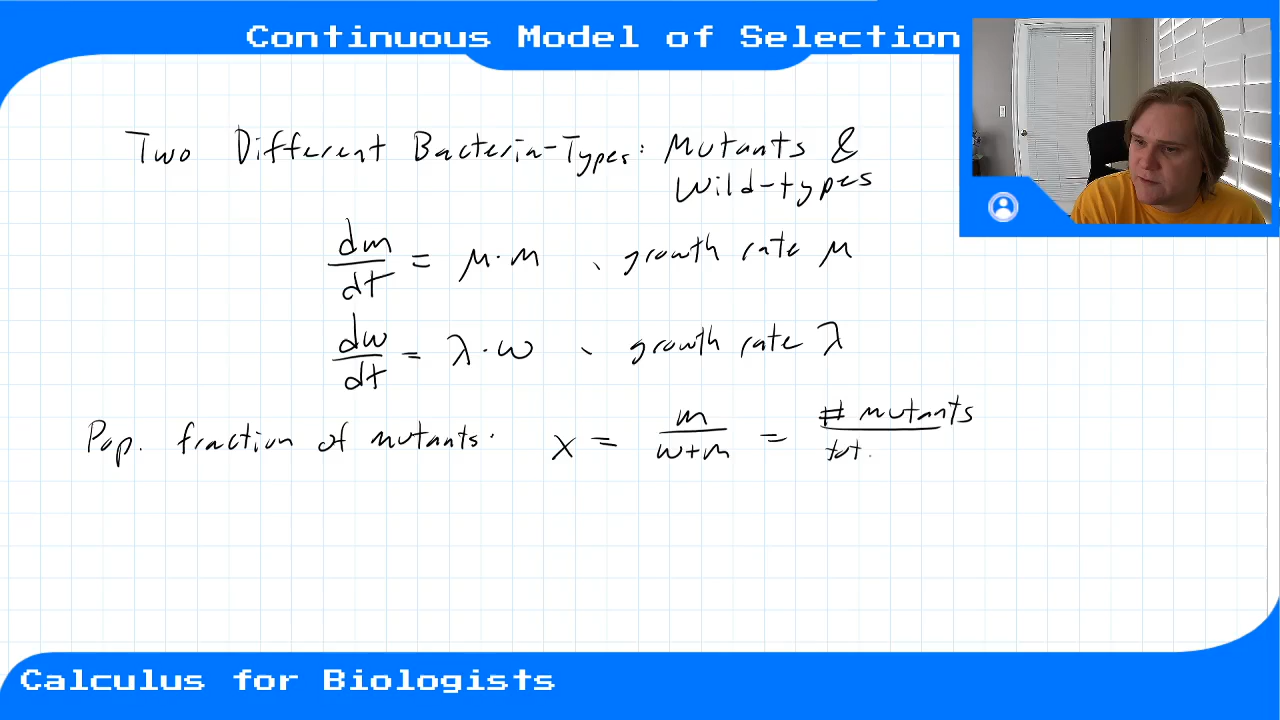 Continuous Model of Selection
Two Different Bacteria-Types: Mutants &
Wild-types
dm/dt = μ·m , growth rate μ
dw/dt = λ·w , growth rate λ
Pop. fraction of mutants: x = m/(w+m) = # mutants/tot.
Calculus for Biologists